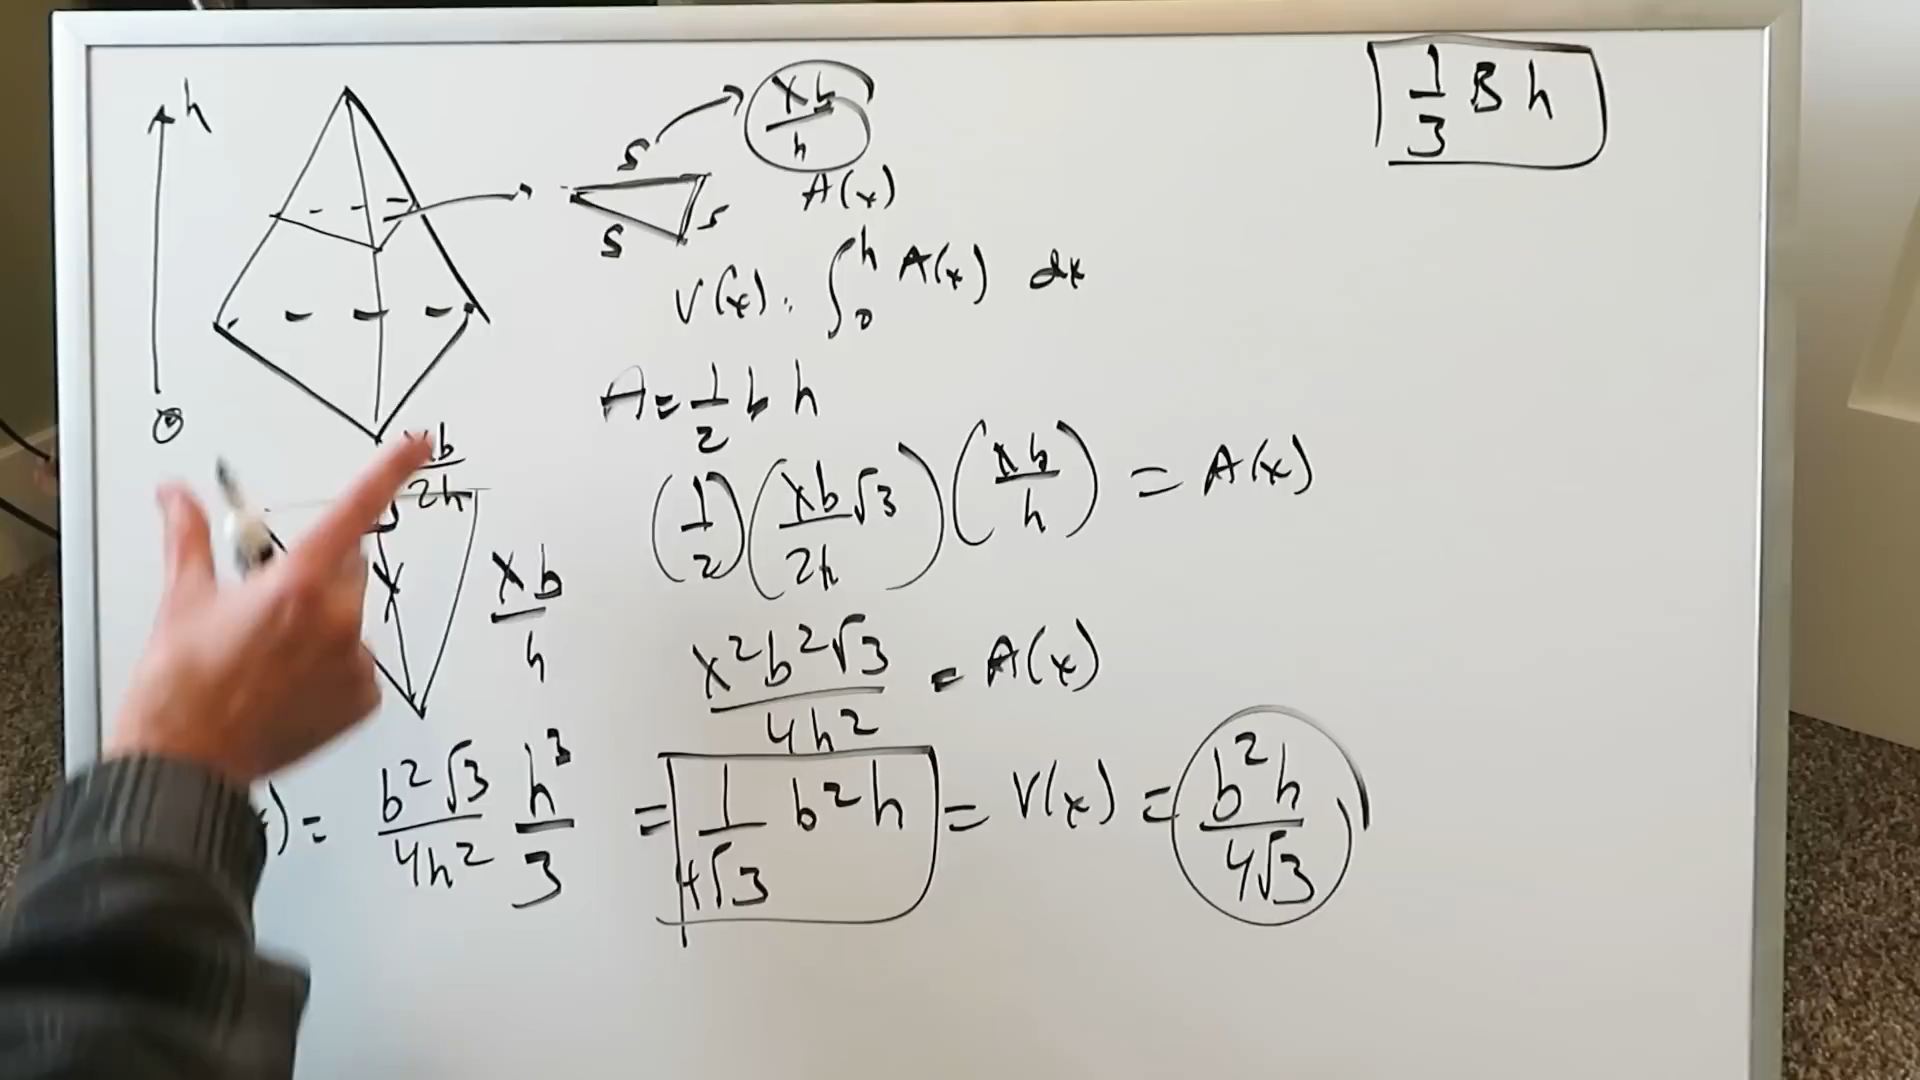 h
0
xb/h
s
s
s
A(x)
V(x) = ∫₀ʰ A(x) dx
1/3 B h
A = 1/2 b h
(1/2)(xb/2h √3)(xb/h) = A(x)
xb/2h
x
xb/h
x²b²√3/4h² = A(x)
) = b²√3/4h² h³/3 = 1/4√3 b²h = V(x) = b²h/4√3